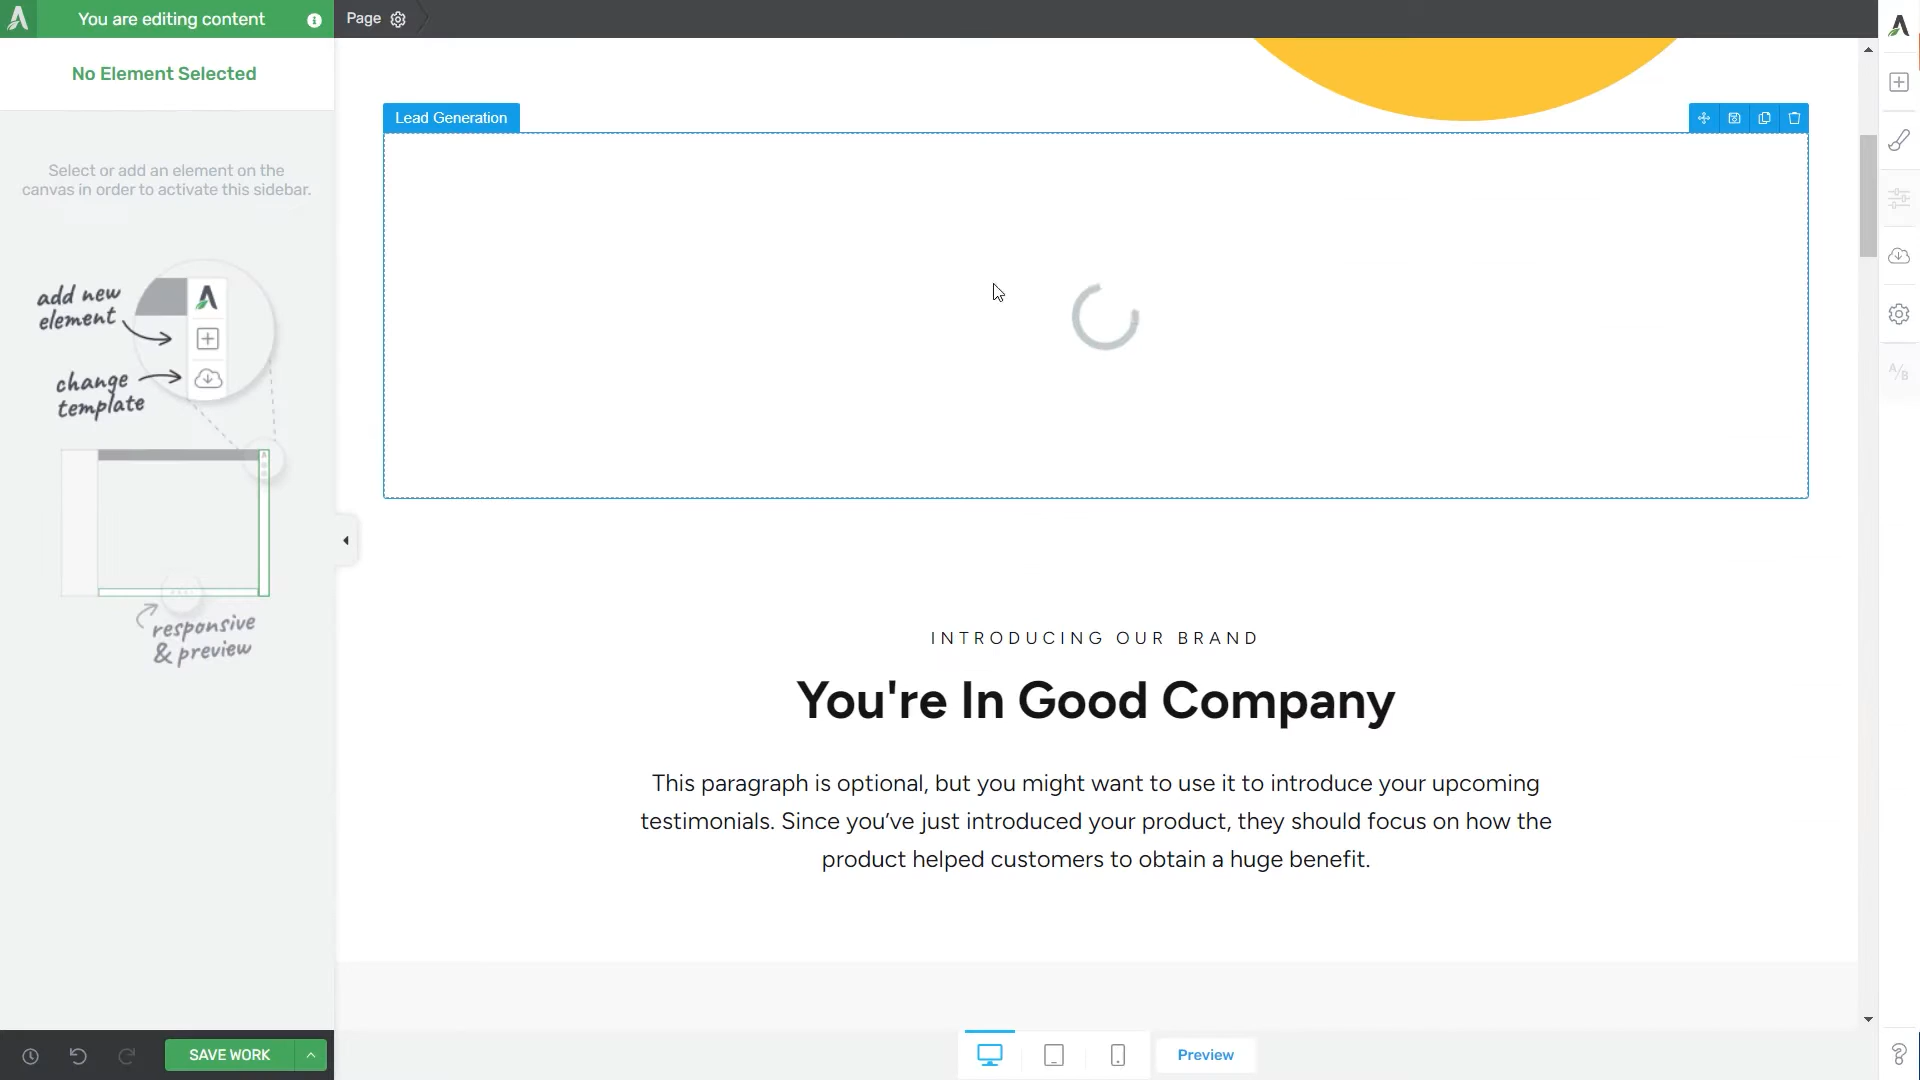 You are editing content
Page
No Element Selected
Lead Generation
Select or add an element on the
canvas in order to activate this sidebar.
add new
element
change
template
A/B
responsive
& preview
INTRODUCING OUR BRAND
You're In Good Company
This paragraph is optional, but you might want to use it to introduce your upcoming
testimonials. Since you’ve just introduced your product, they should focus on how the
product helped customers to obtain a huge benefit.
SAVE WORK
Preview